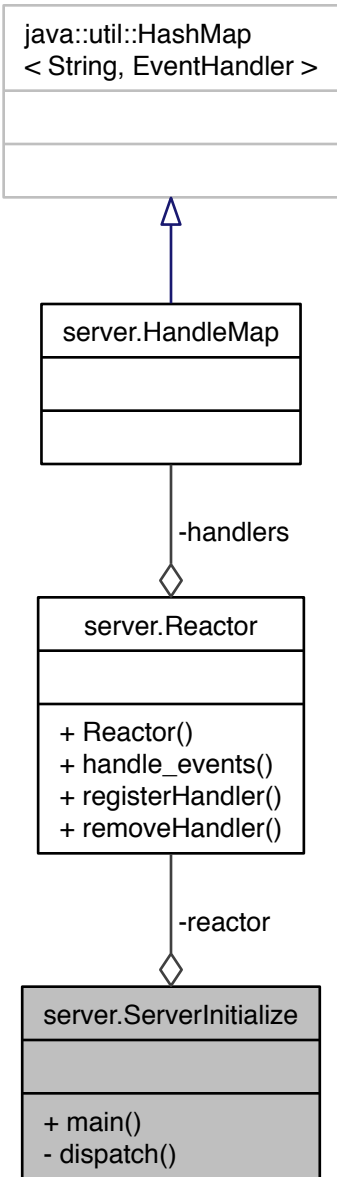 java::util::HashMap
< String, EventHandler >
server.HandleMap
-handlers
server.Reactor
+ Reactor()
+ handle_events()
+ registerHandler()
+ removeHandler()
-reactor
server.ServerInitialize
+ main()
- dispatch()